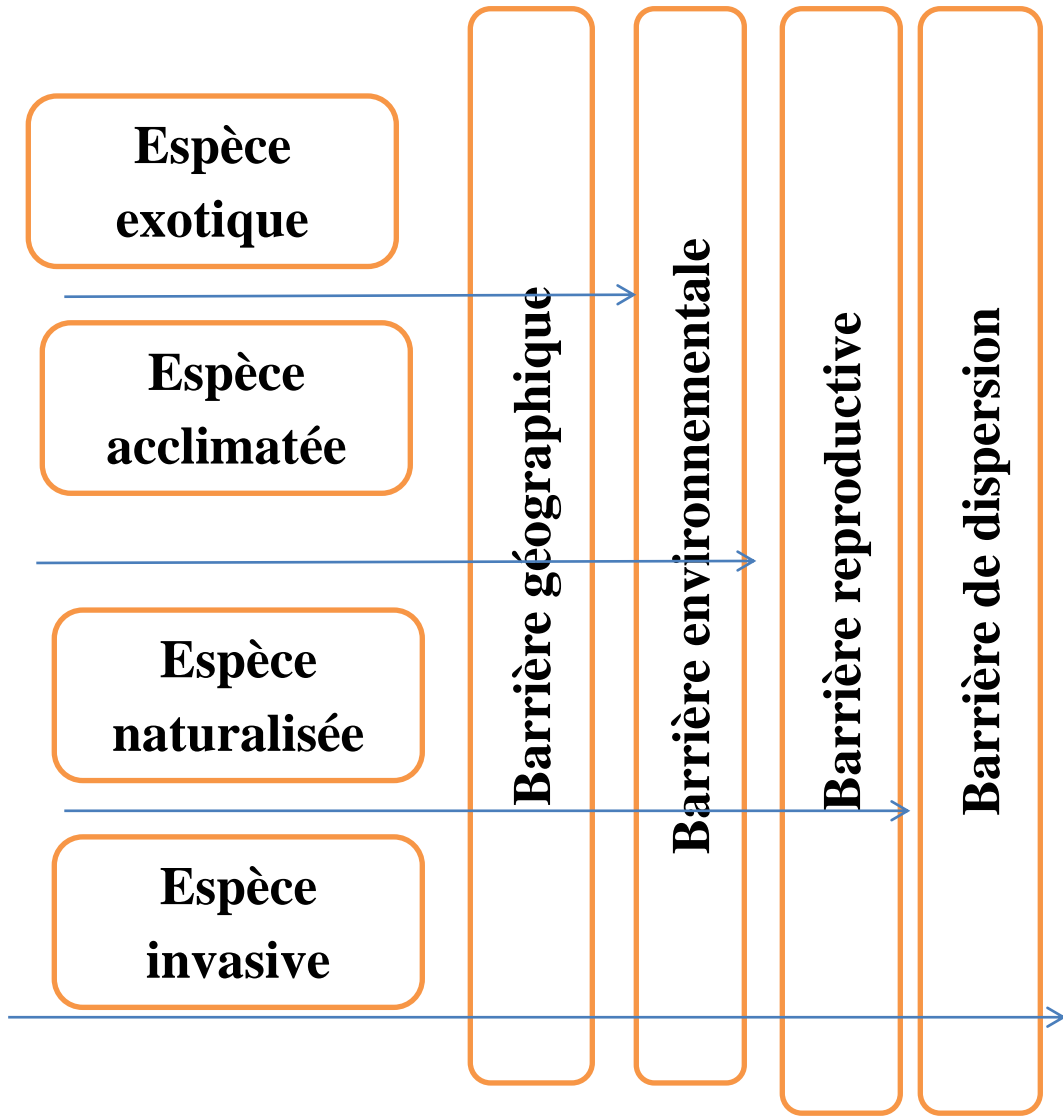 Espèce
exotique
Espèce
acclimatée
Espèce
naturalisée
Espèce
invasive
Barrière géographique
Barrière environnementale
Barrière reproductive
Barrière de dispersion